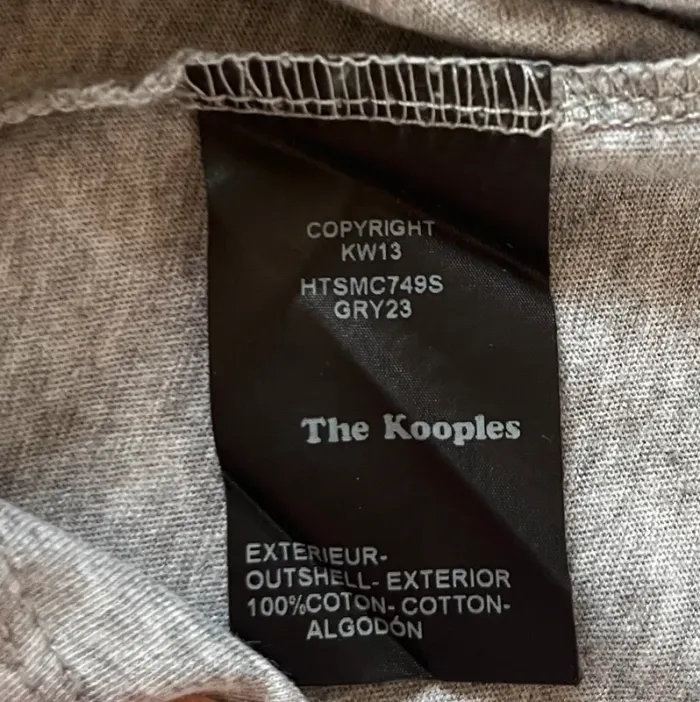 COPYRIGHT
KW13
HTSMC749S
GRY23
The Kooples
EXTERIEUR-
OUTSHELL- EXTERIOR
100%COTON- COTTON-
ALGODÓN